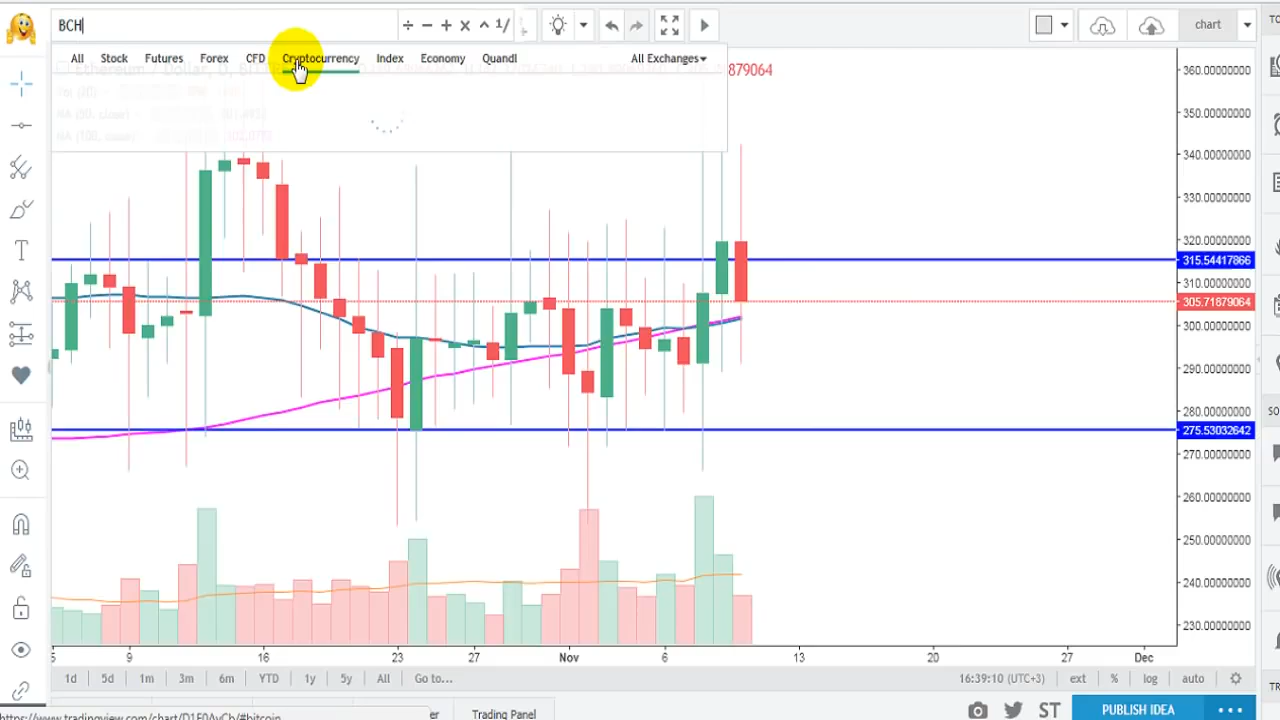 BCH
1/
chart
All Stock Futures Forex CFD Cryptocurrency Index Economy Quandl All Exchanges
Ethereum / Dollar, D,
879064
360.00000000
350.00000000
340.00000000
330.00000000
320.00000000
315.54417866
310.00000000
305.71879064
300.00000000
290.00000000
280.00000000
275.53032642
270.00000000
260.00000000
250.00000000
240.00000000
230.00000000
5 9 16 23 27 Nov 6 13 20 27 Dec
1d 5d 1m 3m 6m YTD 1y 5y All Go to... 16:39:10 (UTC+3) ext % log auto
Trading Panel
ST
PUBLISH IDEA